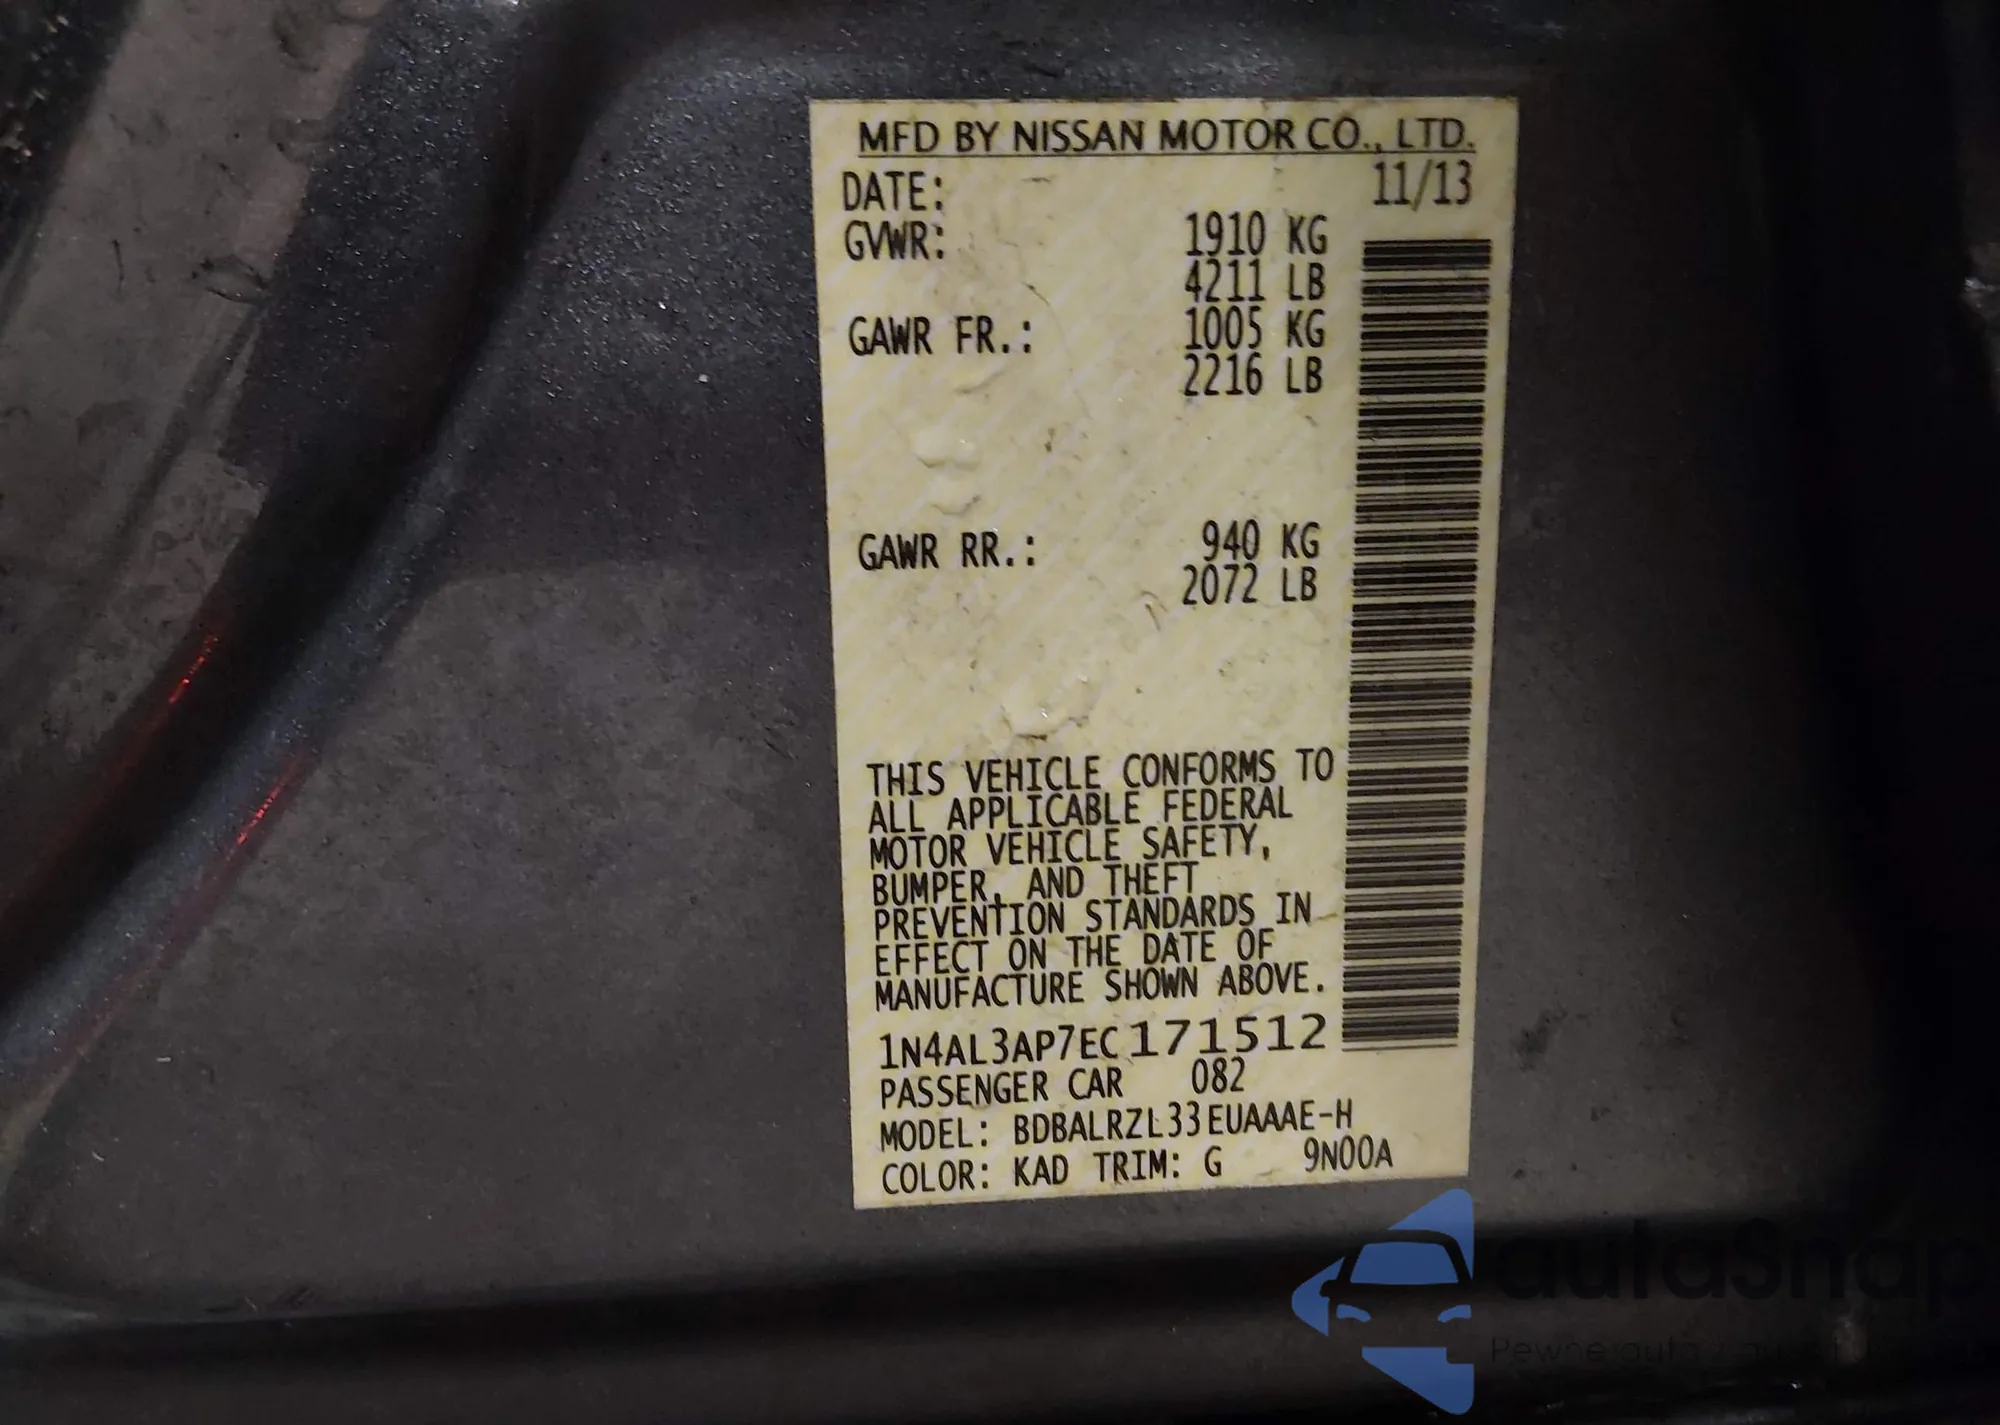 MFD BY NISSAN MOTOR CO., LTD.
DATE: 11/13
GVWR: 1910 KG
4211 LB
GAWR FR.: 1005 KG
2216 LB
GAWR RR.: 940 KG
2072 LB
THIS VEHICLE CONFORMS TO
ALL APPLICABLE FEDERAL
MOTOR VEHICLE SAFETY,
BUMPER, AND THEFT
PREVENTION STANDARDS IN
EFFECT ON THE DATE OF
MANUFACTURE SHOWN ABOVE.
1N4AL3AP7EC171512
PASSENGER CAR 082
MODEL: BDBALRZL33EUAAAE-H
COLOR: KAD TRIM: G 9N00A
autaSnap
Pewne auta z